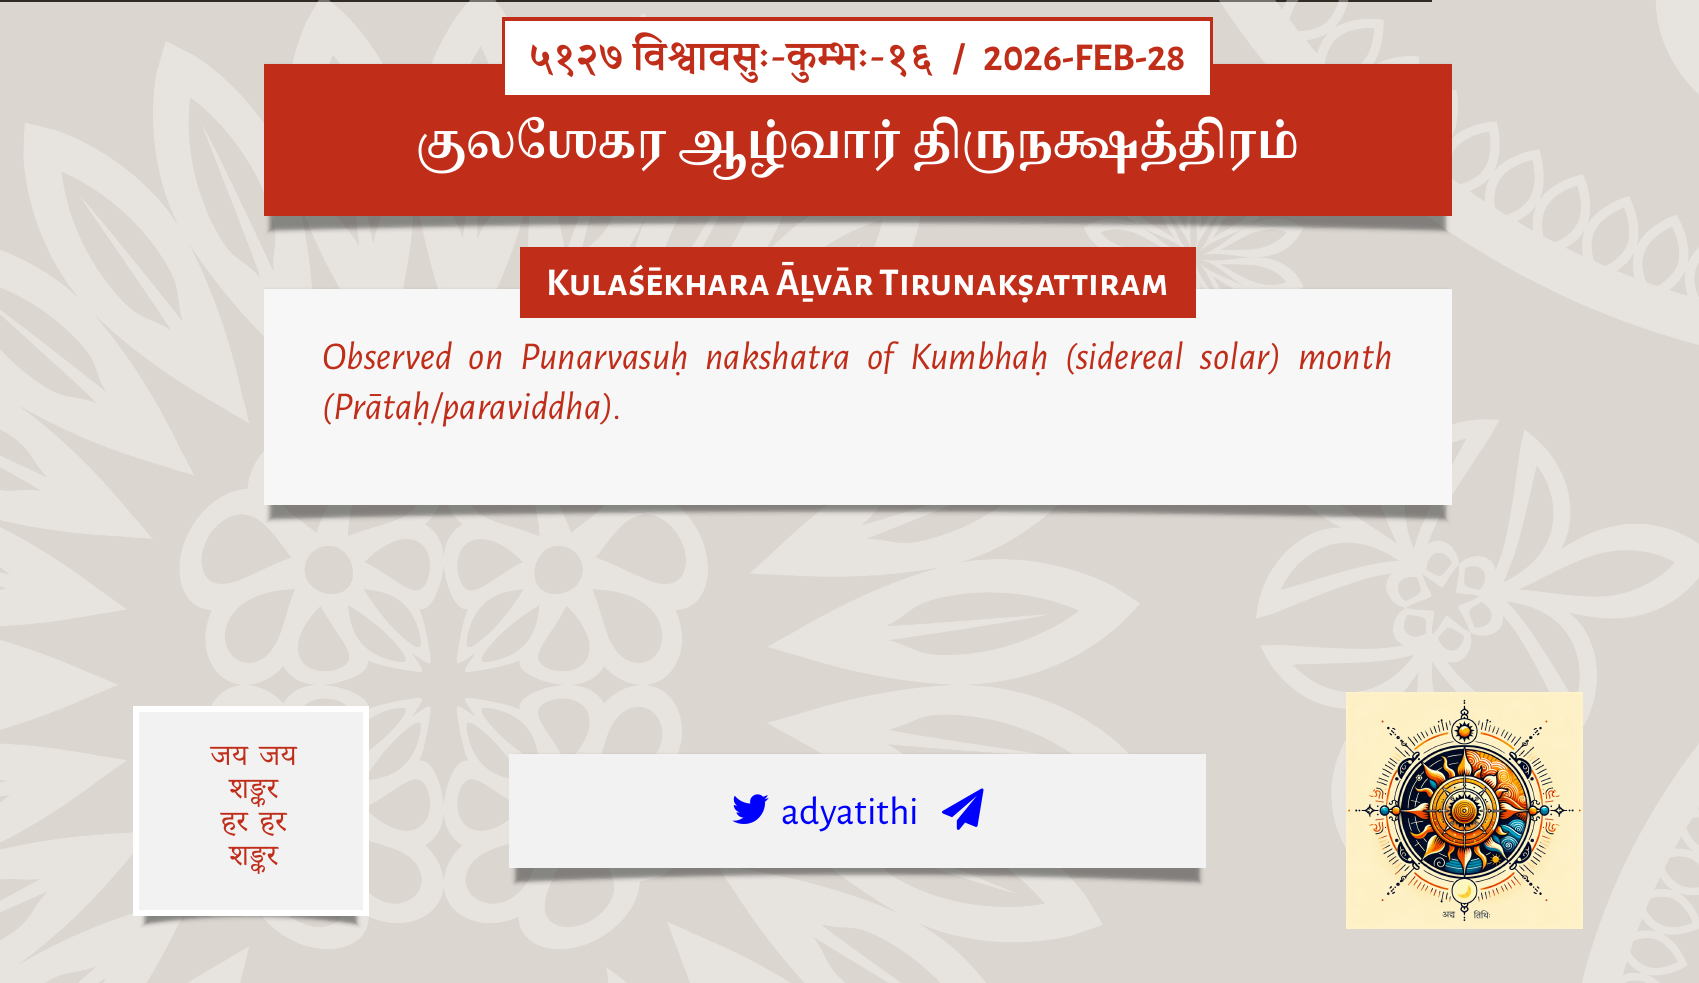 ५१२७ विश्वावसुः-कुम्भः-१६ / 2026-FEB-28
குலஶேகர ஆழ்வார் திருநக்ஷத்திரம்
Kulaśēkhara Āḻvār Tirunakṣattiram
Observed on Punarvasuḥ nakshatra of Kumbhaḥ (sidereal solar) month
(Prātaḥ/paraviddha).
जय जय
शङ्कर
हर हर
शङ्कर
adyatithi
अद्य तिथिः